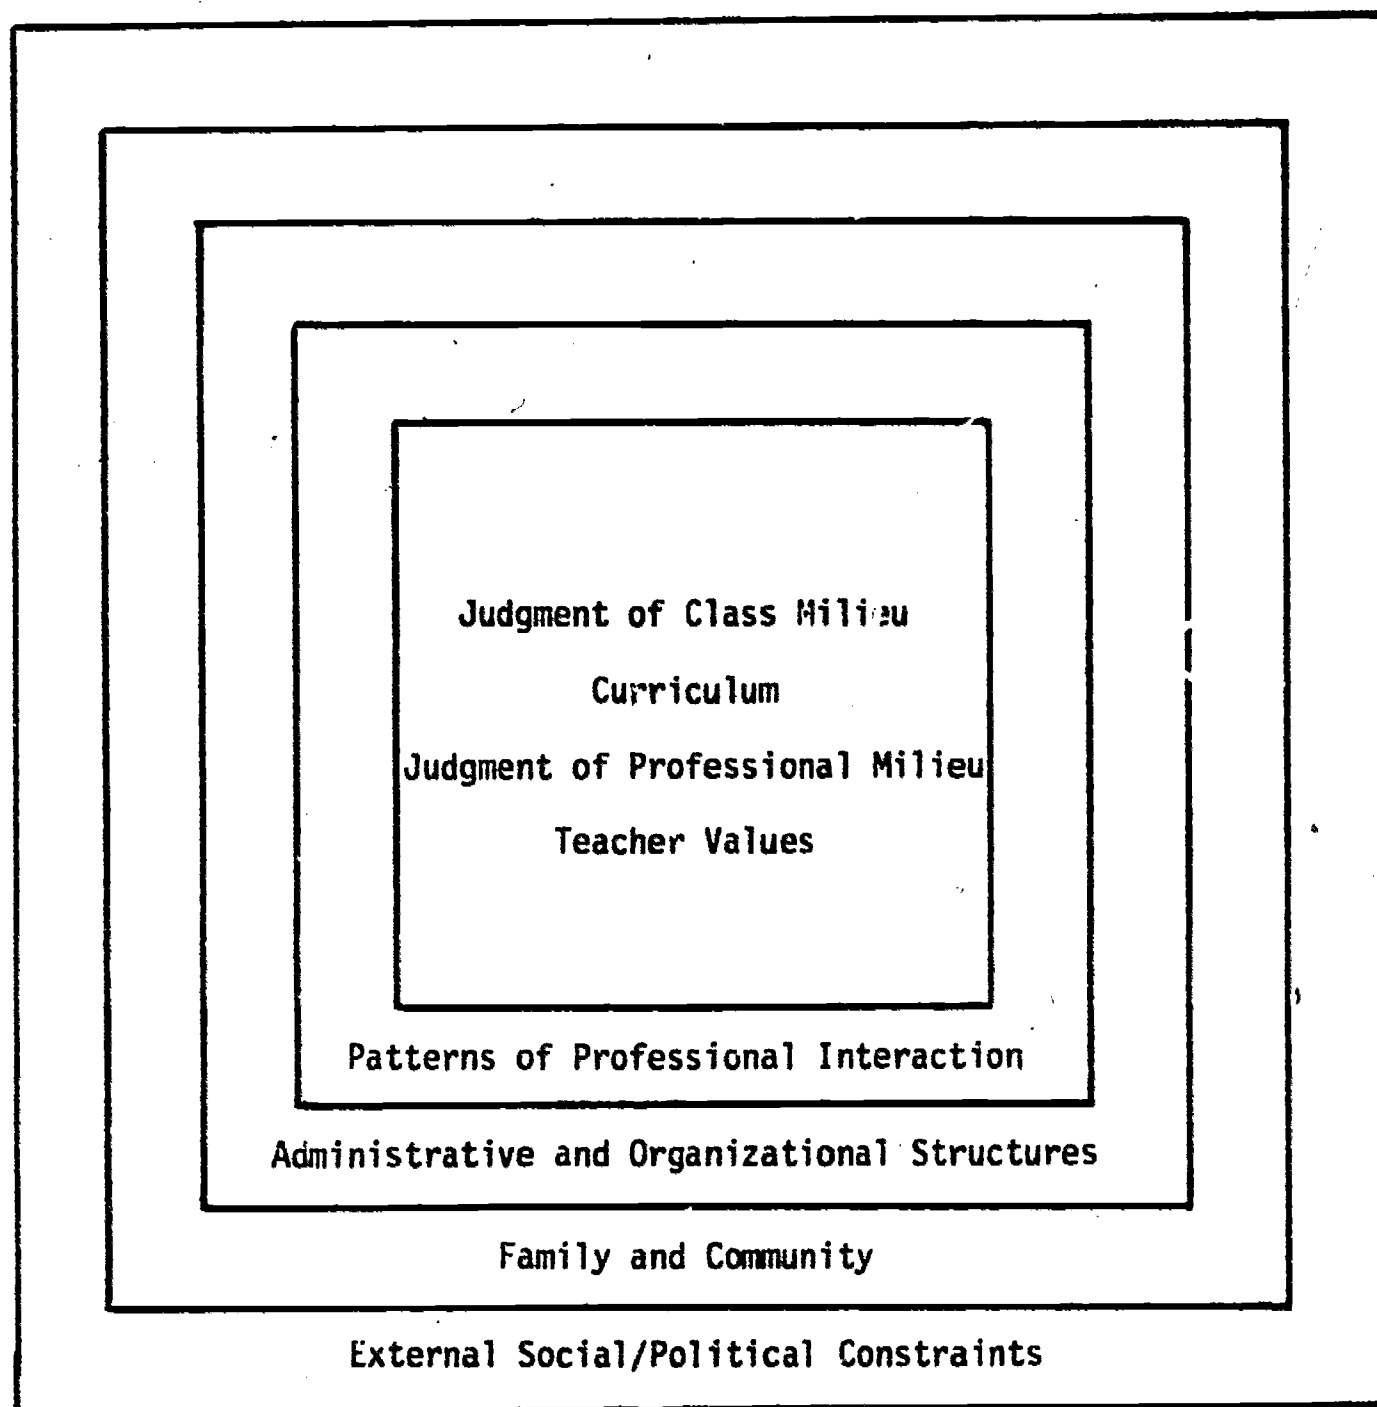 Judgment of Class Milieu
Curriculum
Judgment of Professional Milieu
Teacher Values
Patterns of Professional Interaction
Administrative and Organizational Structures
Family and Community
External Social/Political Constraints